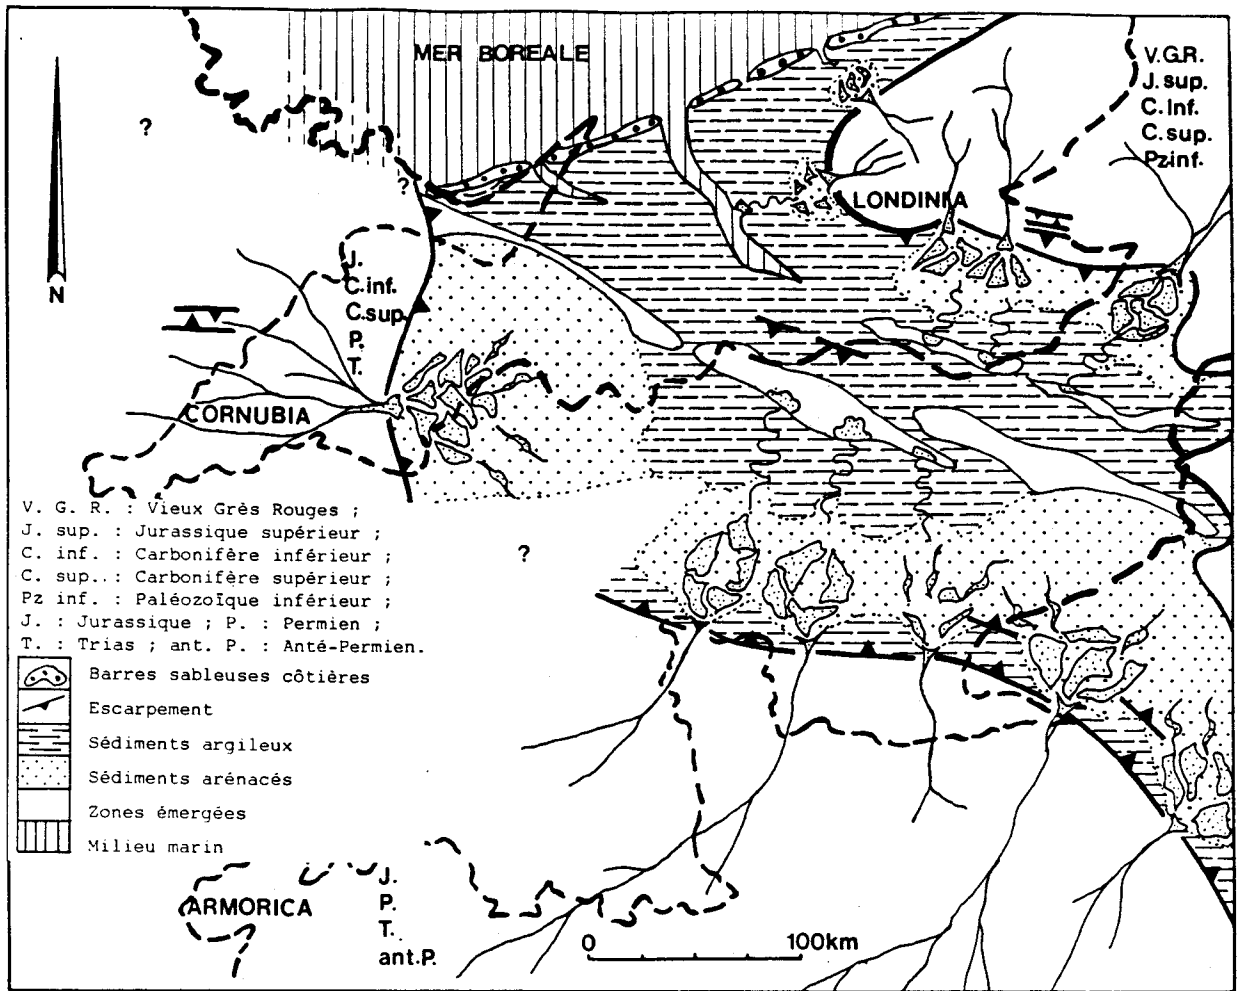 MER BOREALE
V.G.R.
J. sup.
C. Inf.
C. sup.
Pzinf.
?
?
LONDINIA
N
J.
C. inf.
C. sup.
P.
T.
CORNUBIA
V. G. R. : Vieux Grès Rouges ;
J. sup. : Jurassique supérieur ;
C. inf. : Carbonifère inférieur ;
C. sup..: Carbonifère supérieur ;
Pz inf. : Paléozoïque inférieur ;
J. : Jurassique ; P. : Permien ;
T. : Trias ; ant. P. : Anté-Permien.
?
Barres sableuses côtières
Escarpement
Sédiments argileux
Sédiments arénacés
Zones émergées
Milieu marin
ARMORICA
J.
P.
T.
ant.P.
0 100km